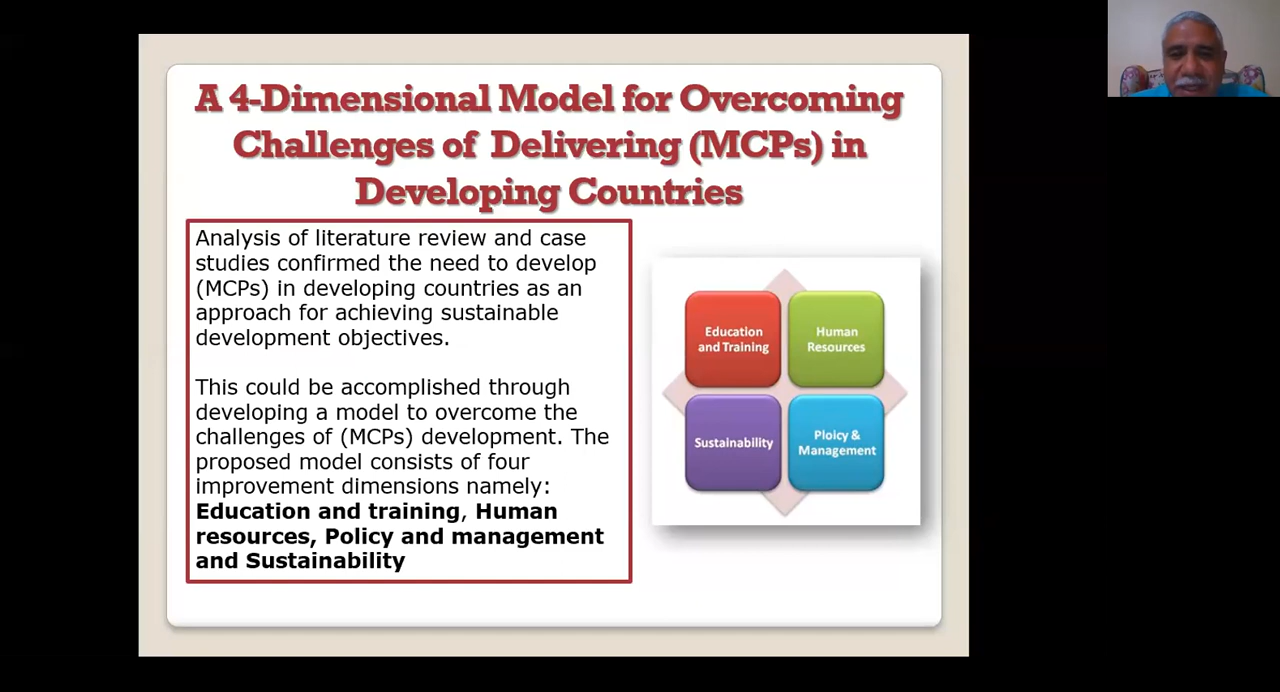 A 4-Dimensional Model for Overcoming
Challenges of Delivering (MCPs) in
Developing Countries
Analysis of literature review and case
studies confirmed the need to develop
(MCPs) in developing countries as an
approach for achieving sustainable
development objectives.
This could be accomplished through
developing a model to overcome the
challenges of (MCPs) development. The
proposed model consists of four
improvement dimensions namely:
Education and training, Human
resources, Policy and management
and Sustainability
Education
and Training
Human
Resources
Sustainability
Ploicy &
Management